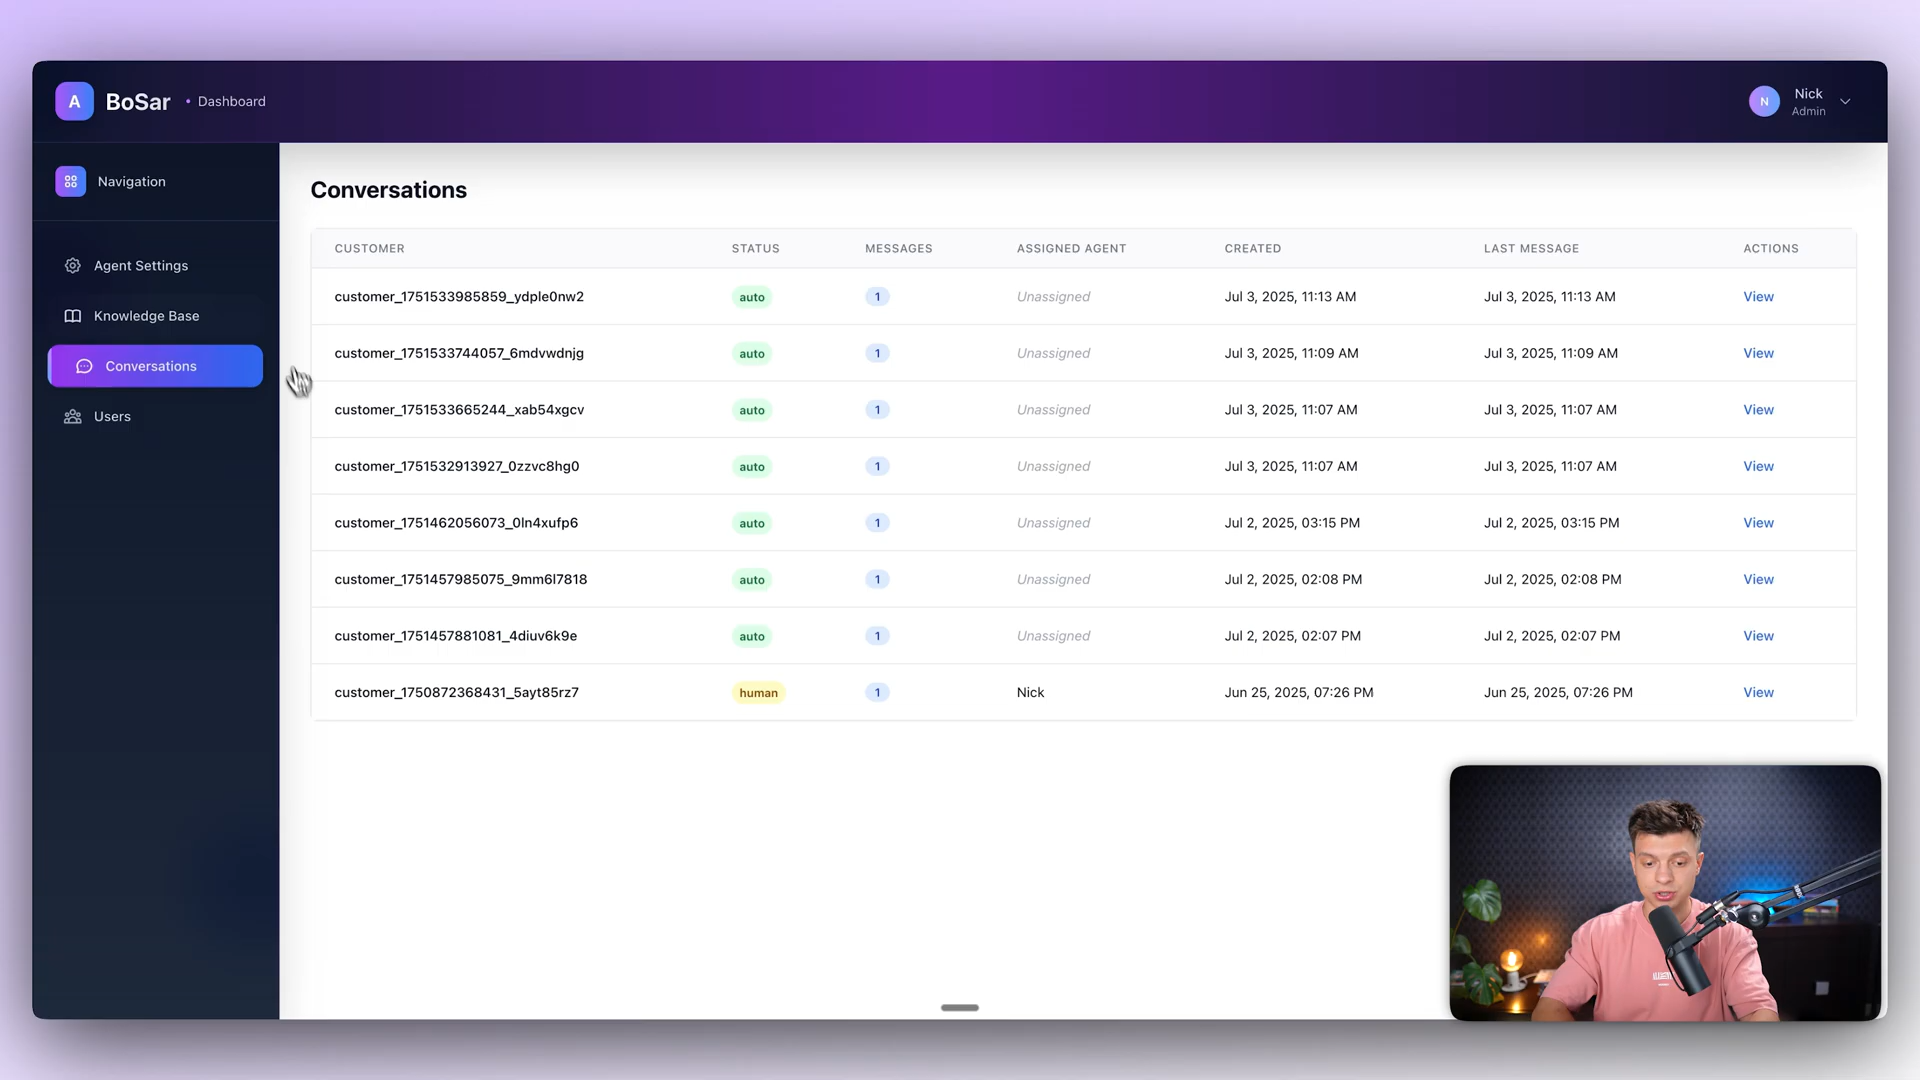 A BoSar • Dashboard
N Nick
Admin
Navigation
Agent Settings
Knowledge Base
Conversations
Users
Conversations
CUSTOMER STATUS MESSAGES ASSIGNED AGENT CREATED LAST MESSAGE ACTIONS
customer_1751533985859_ydple0nw2 auto 1 Unassigned Jul 3, 2025, 11:13 AM Jul 3, 2025, 11:13 AM View
customer_1751533744057_6mdvwdnjg auto 1 Unassigned Jul 3, 2025, 11:09 AM Jul 3, 2025, 11:09 AM View
customer_1751533665244_xab54xgcv auto 1 Unassigned Jul 3, 2025, 11:07 AM Jul 3, 2025, 11:07 AM View
customer_1751532913927_0zzvc8hg0 auto 1 Unassigned Jul 3, 2025, 11:07 AM Jul 3, 2025, 11:07 AM View
customer_1751462056073_0ln4xufp6 auto 1 Unassigned Jul 2, 2025, 03:15 PM Jul 2, 2025, 03:15 PM View
customer_1751457985075_9mm6l7818 auto 1 Unassigned Jul 2, 2025, 02:08 PM Jul 2, 2025, 02:08 PM View
customer_1751457881081_4diuv6k9e auto 1 Unassigned Jul 2, 2025, 02:07 PM Jul 2, 2025, 02:07 PM View
customer_1750872368431_5ayt85rz7 human 1 Nick Jun 25, 2025, 07:26 PM Jun 25, 2025, 07:26 PM View